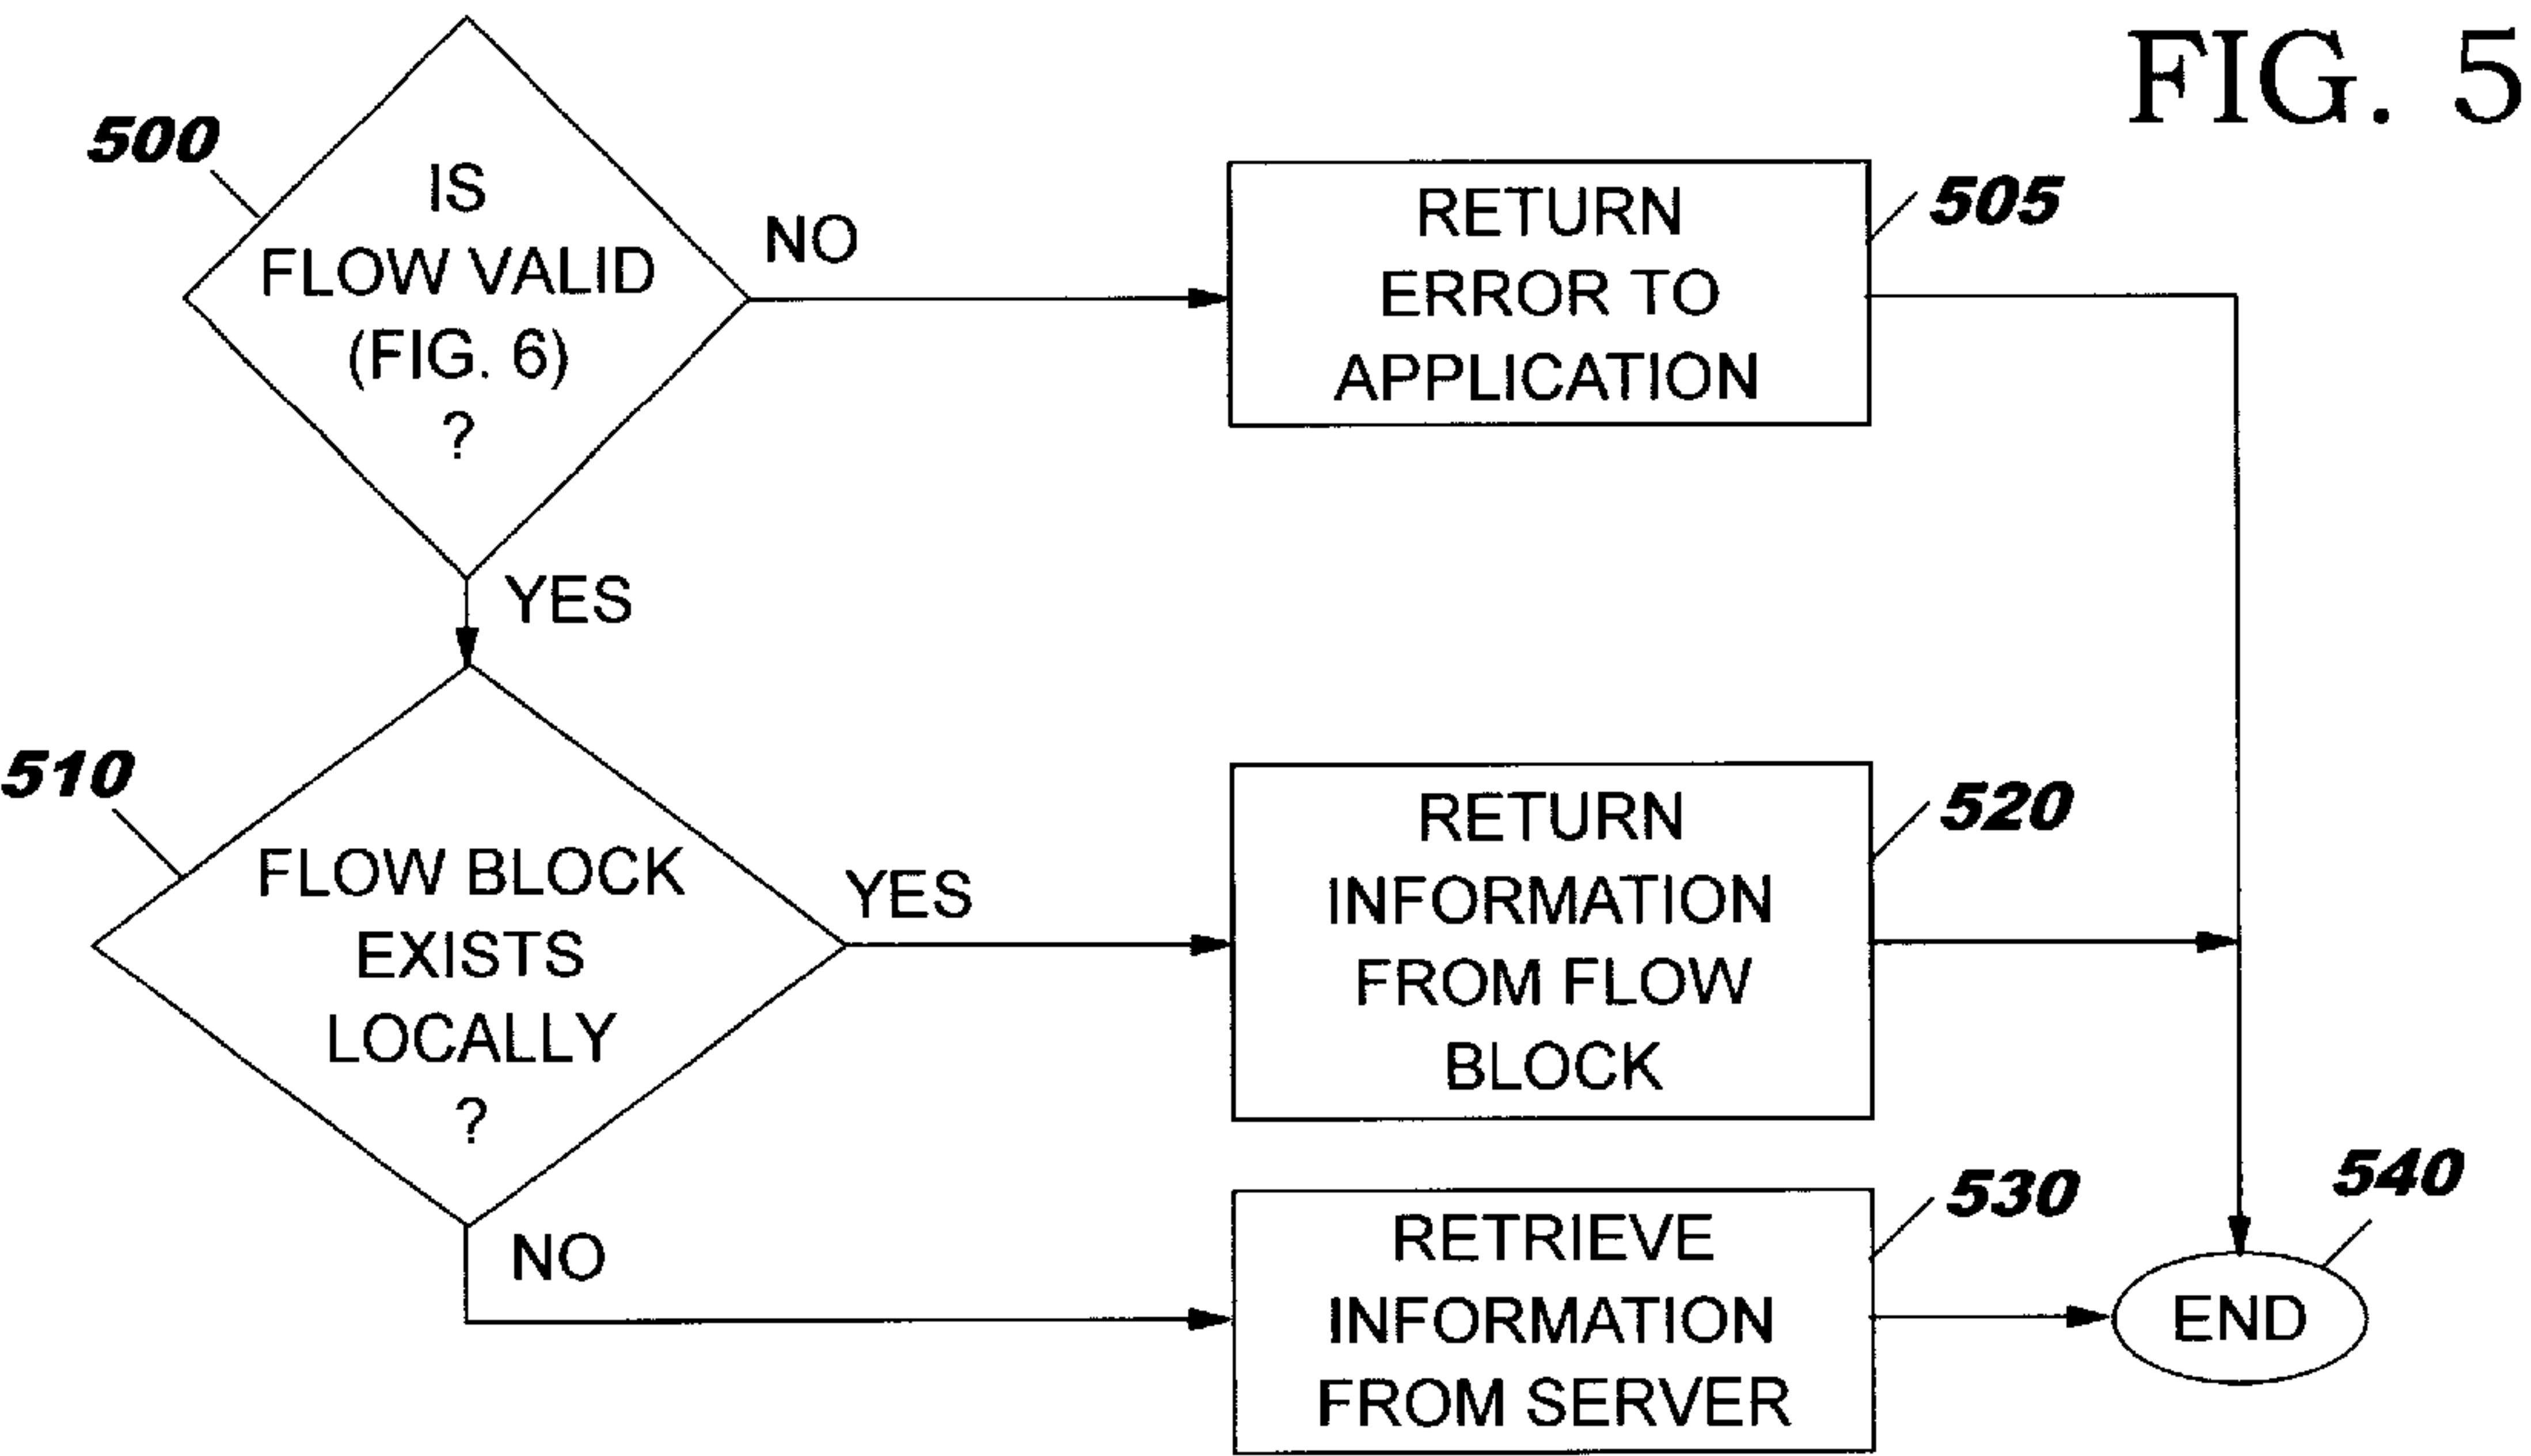 FIG. 5
500
IS
FLOW VALID
(FIG. 6)
?
NO
RETURN
ERROR TO
APPLICATION
505
YES
510
FLOW BLOCK
EXISTS
LOCALLY
?
YES
RETURN
INFORMATION
FROM FLOW
BLOCK
520
NO
RETRIEVE
INFORMATION
FROM SERVER
530
540
END